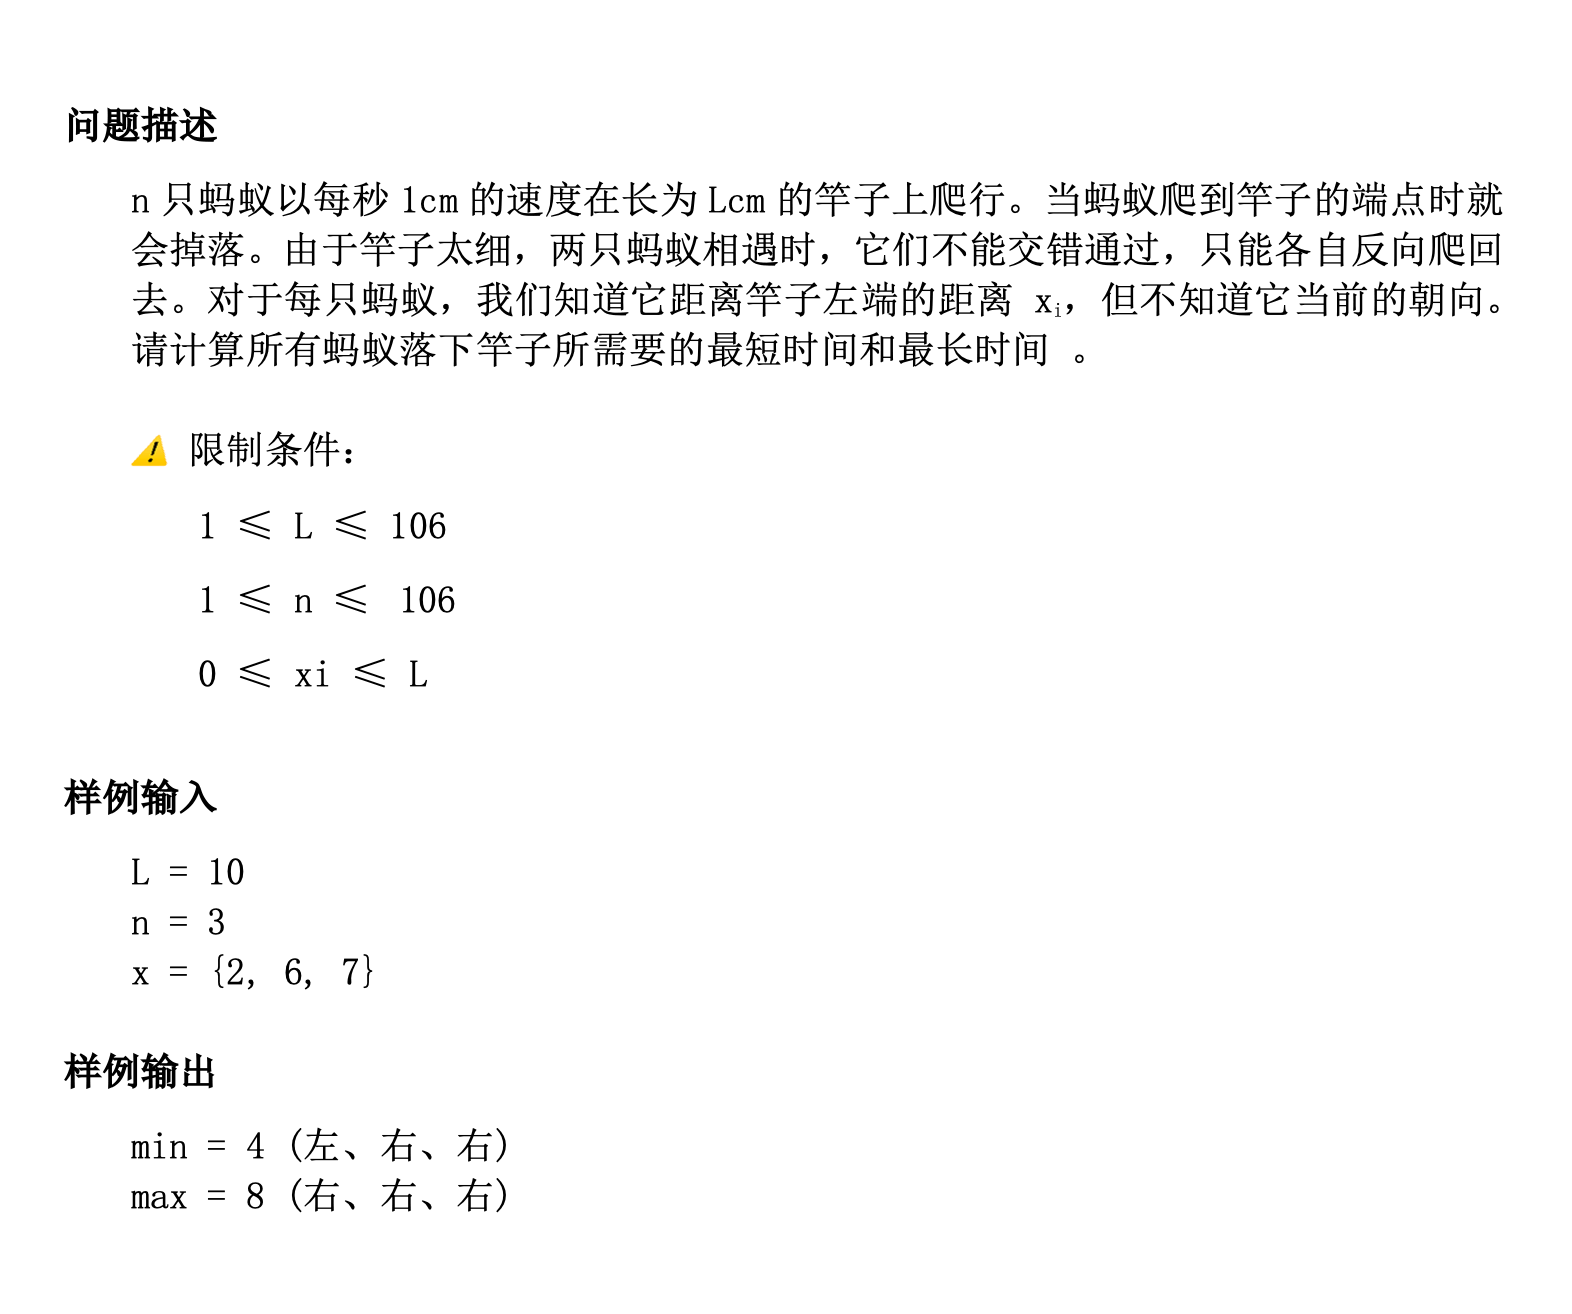 问题描述
n 只蚂蚁以每秒 1cm 的速度在长为 Lcm 的竿子上爬行。当蚂蚁爬到竿子的端点时就
会掉落。由于竿子太细，两只蚂蚁相遇时，它们不能交错通过，只能各自反向爬回
去。对于每只蚂蚁，我们知道它距离竿子左端的距离 xᵢ，但不知道它当前的朝向。
请计算所有蚂蚁落下竿子所需要的最短时间和最长时间 。
限制条件：
1 ≤ L ≤ 106
1 ≤ n ≤ 106
0 ≤ xi ≤ L
样例输入
L = 10
n = 3
x = {2, 6, 7}
样例输出
min = 4 (左、右、右)
max = 8 (右、右、右)